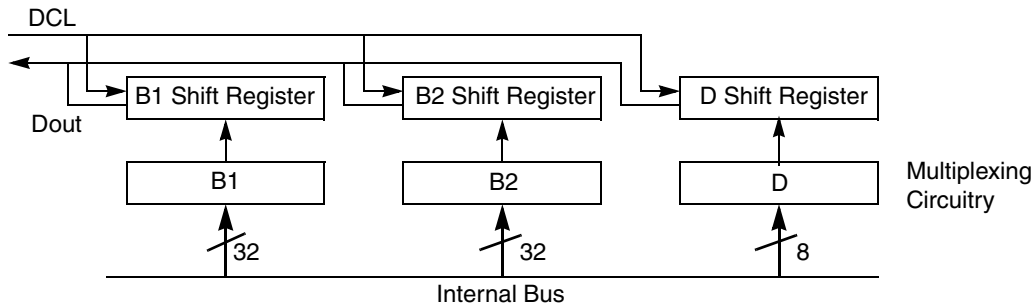 DCL
B1 Shift Register
B2 Shift Register
D Shift Register
Dout
B1
B2
D
Multiplexing
Circuitry
32
32
8
Internal Bus